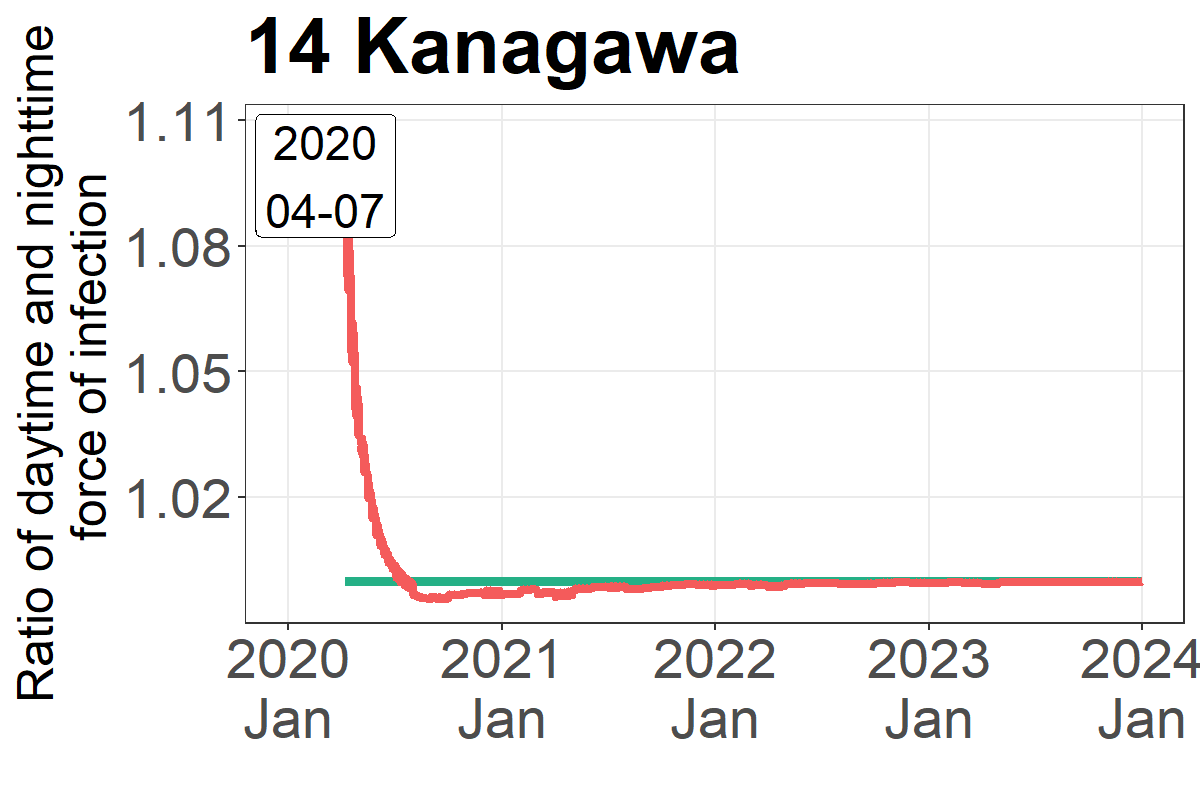 14 Kanagawa
Ratio of daytime and nighttime
force of infection
1.11
1.08
1.05
1.02
2020
04-07
2020
Jan
2021
Jan
2022
Jan
2023
Jan
2024
Jan